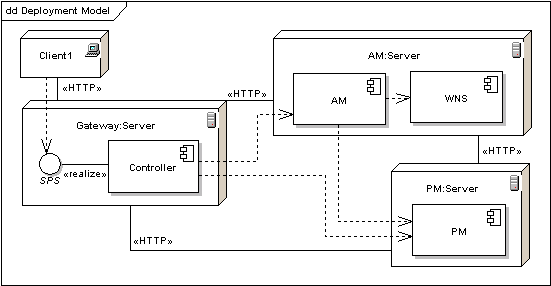 dd Deployment Model
Client1
«HTTP»
AM:Server
AM
WNS
«HTTP»
Gateway:Server
Controller
SPS
«realize»
«HTTP»
PM:Server
PM
«HTTP»